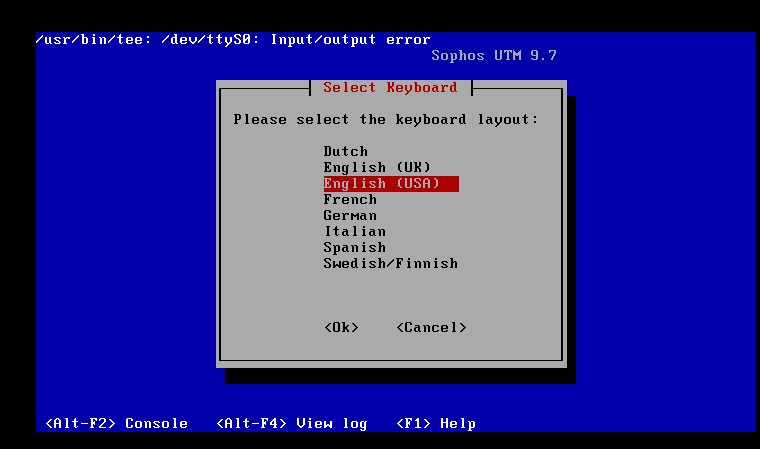 /usr/bin/tee: /dev/ttyS0: Input/output error
Sophos UTM 9.7
Select Keyboard
Please select the keyboard layout:
Dutch
English (UK)
English (USA)
French
German
Italian
Spanish
Swedish/Finnish
<Ok> <Cancel>
<Alt-F2> Console <Alt-F4> View log <F1> Help